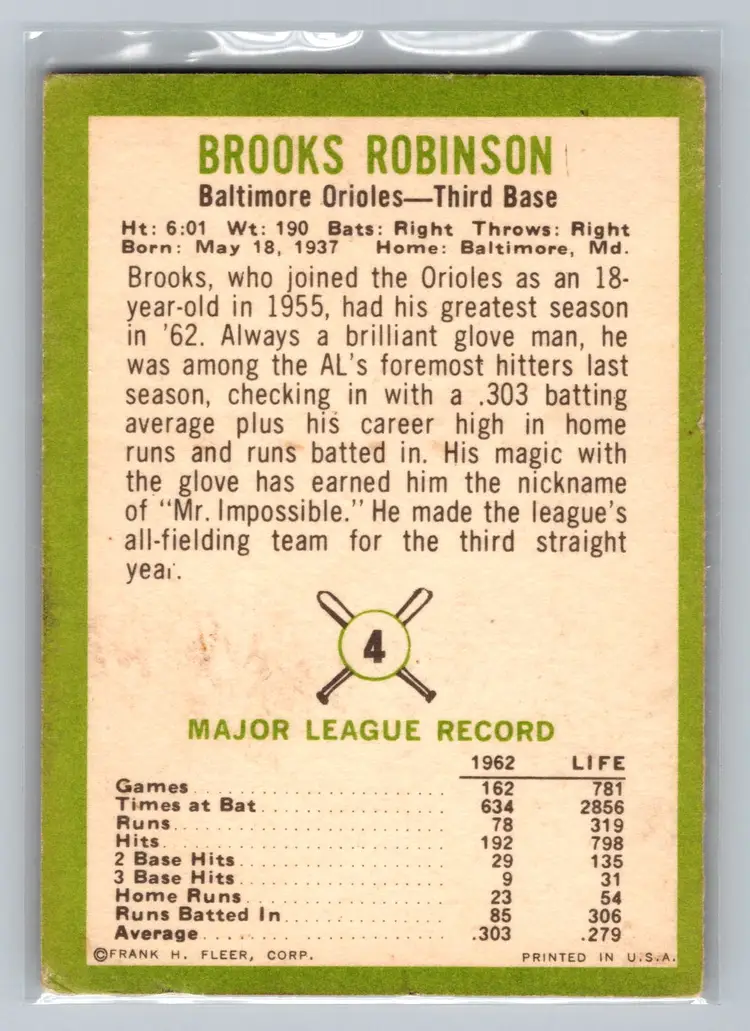 BROOKS ROBINSON
Baltimore Orioles—Third Base
Ht: 6:01 Wt: 190 Bats: Right Throws: Right
Born: May 18, 1937 Home: Baltimore, Md.
Brooks, who joined the Orioles as an 18-
year-old in 1955, had his greatest season
in '62. Always a brilliant glove man, he
was among the AL's foremost hitters last
season, checking in with a .303 batting
average plus his career high in home
runs and runs batted in. His magic with
the glove has earned him the nickname
of "Mr. Impossible." He made the league's
all-fielding team for the third straight
year.
4
MAJOR LEAGUE RECORD
1962 LIFE
Games 162 781
Times at Bat 634 2856
Runs 78 319
Hits 192 798
2 Base Hits 29 135
3 Base Hits 9 31
Home Runs 23 54
Runs Batted In 85 306
Average .303 .279
©FRANK H. FLEER, CORP. PRINTED IN U.S.A.